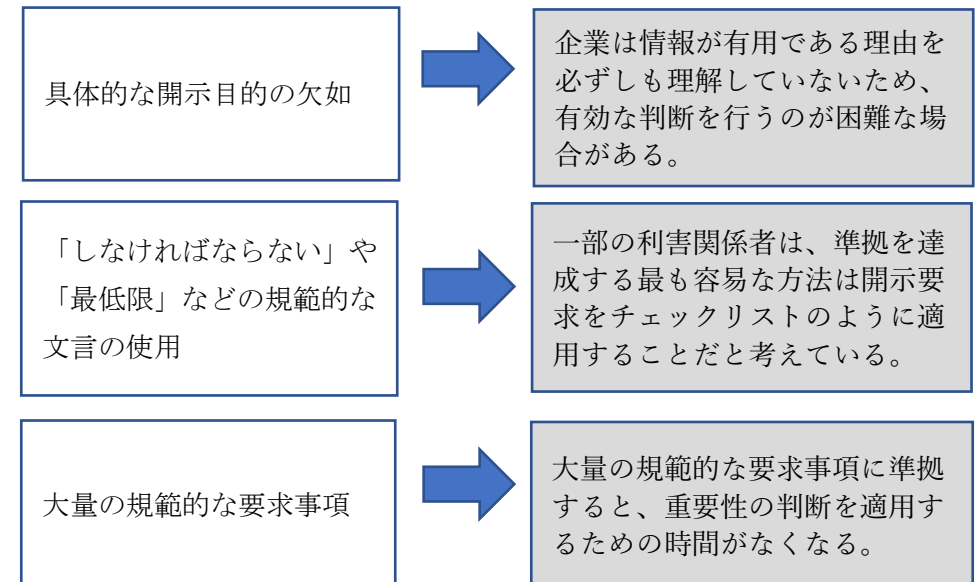 具体的な開示目的の欠如
企業は情報が有用である理由を
必ずしも理解していないため、
有効な判断を行うのが困難な場
合がある。
「しなければならない」や
「最低限」などの規範的な
文言の使用
一部の利害関係者は、準拠を達
成する最も容易な方法は開示要
求をチェックリストのように適
用することだと考えている。
大量の規範的な要求事項
大量の規範的な要求事項に準拠
すると、重要性の判断を適用す
るための時間がなくなる。